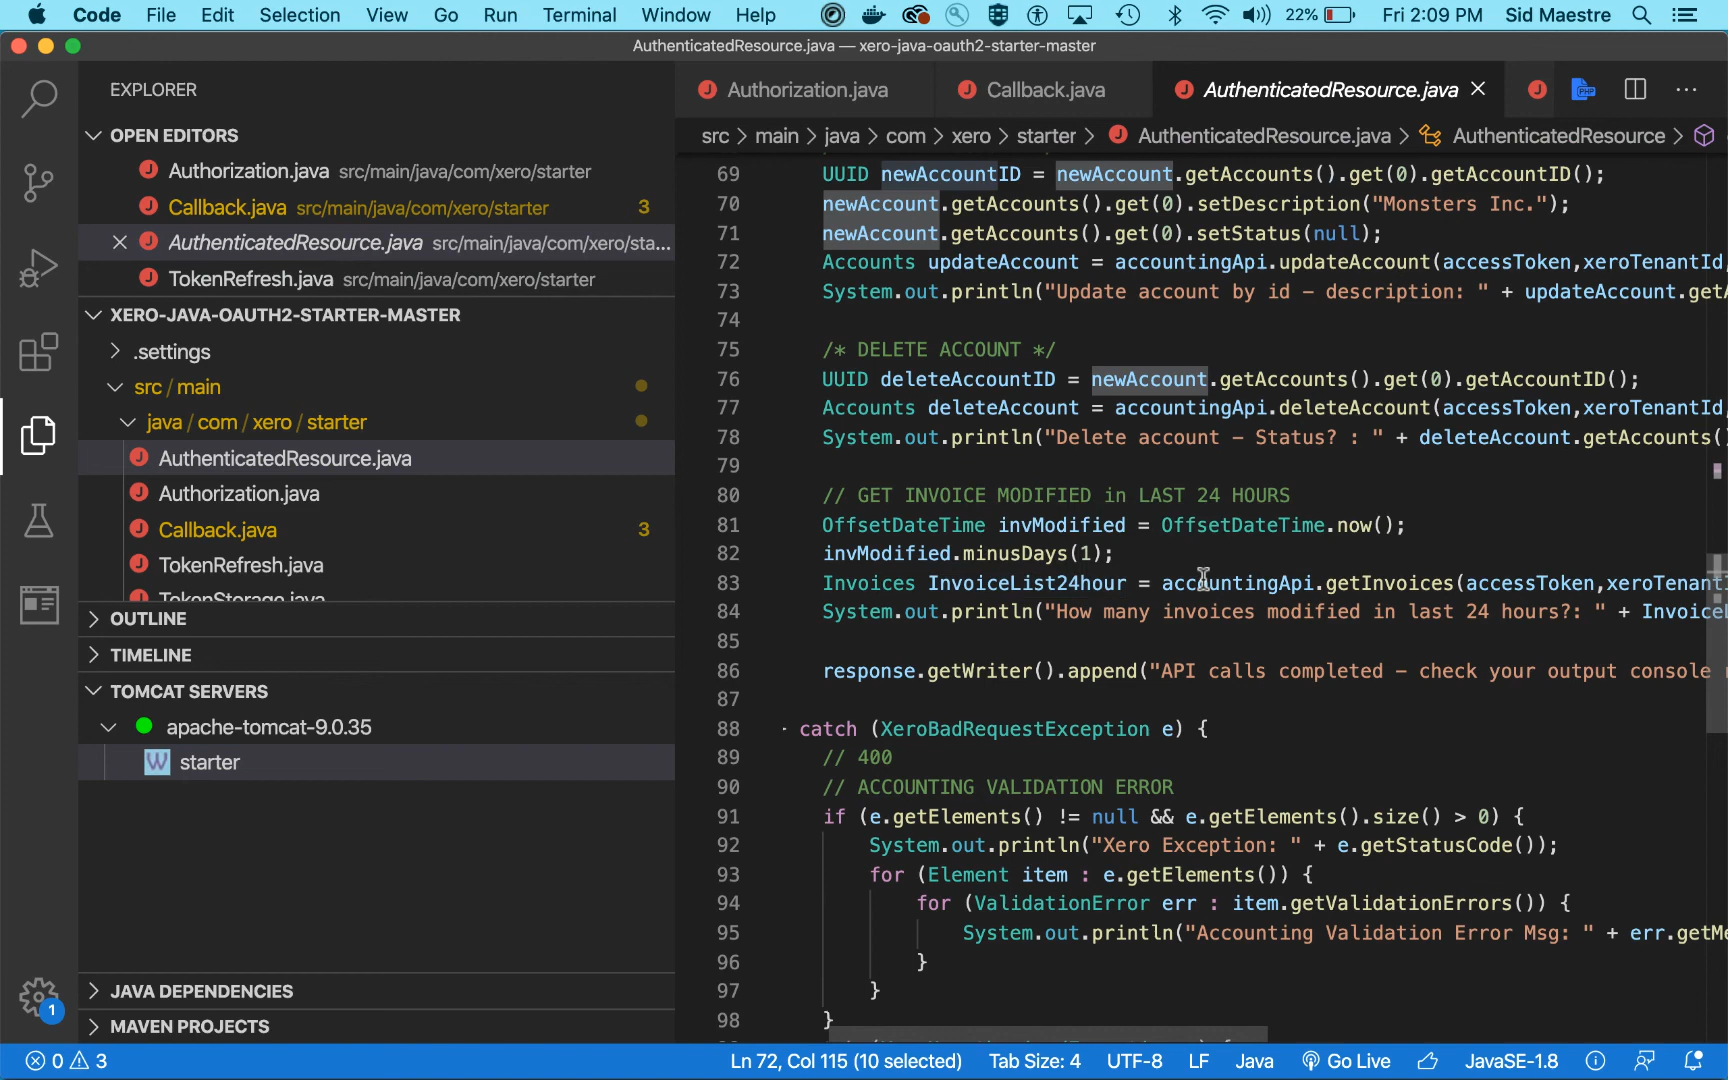 Code File Edit Selection View Go Run Terminal Window Help 22% Fri 2:09 PM Sid Maestre
AuthenticatedResource.java — xero-java-oauth2-starter-master
EXPLORER
OPEN EDITORS
Authorization.java src/main/java/com/xero/starter
Callback.java src/main/java/com/xero/starter 3
AuthenticatedResource.java src/main/java/com/xero/sta...
TokenRefresh.java src/main/java/com/xero/starter
XERO-JAVA-OAUTH2-STARTER-MASTER
.settings
src / main
java / com / xero / starter
AuthenticatedResource.java
Authorization.java
Callback.java 3
TokenRefresh.java
TokenStorage.java
OUTLINE
TIMELINE
TOMCAT SERVERS
apache-tomcat-9.0.35
W starter
JAVA DEPENDENCIES
MAVEN PROJECTS
1
Authorization.java Callback.java AuthenticatedResource.java
src > main > java > com > xero > starter > AuthenticatedResource.java > AuthenticatedResource >
69 UUID newAccountID = newAccount.getAccounts().get(0).getAccountID();
70 newAccount.getAccounts().get(0).setDescription("Monsters Inc.");
71 newAccount.getAccounts().get(0).setStatus(null);
72 Accounts updateAccount = accountingApi.updateAccount(accessToken,xeroTenantId,
73 System.out.println("Update account by id - description: " + updateAccount.getA
74
75 /* DELETE ACCOUNT */
76 UUID deleteAccountID = newAccount.getAccounts().get(0).getAccountID();
77 Accounts deleteAccount = accountingApi.deleteAccount(accessToken,xeroTenantId,
78 System.out.println("Delete account - Status? : " + deleteAccount.getAccounts()
79
80 // GET INVOICE MODIFIED in LAST 24 HOURS
81 OffsetDateTime invModified = OffsetDateTime.now();
82 invModified.minusDays(1);
83 Invoices InvoiceList24hour = accountingApi.getInvoices(accessToken,xeroTenantI
84 System.out.println("How many invoices modified in last 24 hours?: " + InvoiceL
85
86 response.getWriter().append("API calls completed - check your output console
87
88 catch (XeroBadRequestException e) {
89 // 400
90 // ACCOUNTING VALIDATION ERROR
91 if (e.getElements() != null && e.getElements().size() > 0) {
92 System.out.println("Xero Exception: " + e.getStatusCode());
93 for (Element item : e.getElements()) {
94 for (ValidationError err : item.getValidationErrors()) {
95 System.out.println("Accounting Validation Error Msg: " + err.getMe
96 }
97 }
98 }
0 3 Ln 72, Col 115 (10 selected) Tab Size: 4 UTF-8 LF Java Go Live JavaSE-1.8